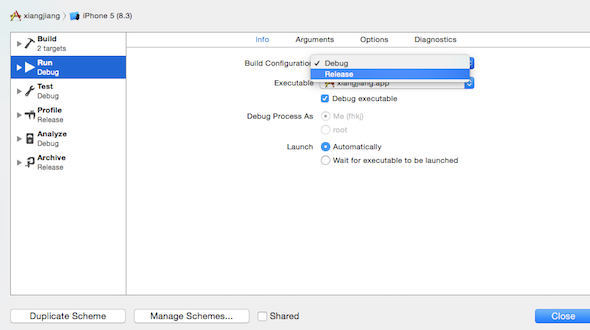 xiangjiang 〉 iPhone 5 (8.3)
Build
2 targets
Run
Debug
Test
Debug
Profile
Release
Analyze
Debug
Archive
Release
Info Arguments Options Diagnostics
Build Configuration ✓ Debug
Release
Executable xiangjiang.app
Debug executable
Debug Process As Me (fhkj)
root
Launch Automatically
Wait for executable to be launched
Duplicate Scheme Manage Schemes... Shared Close